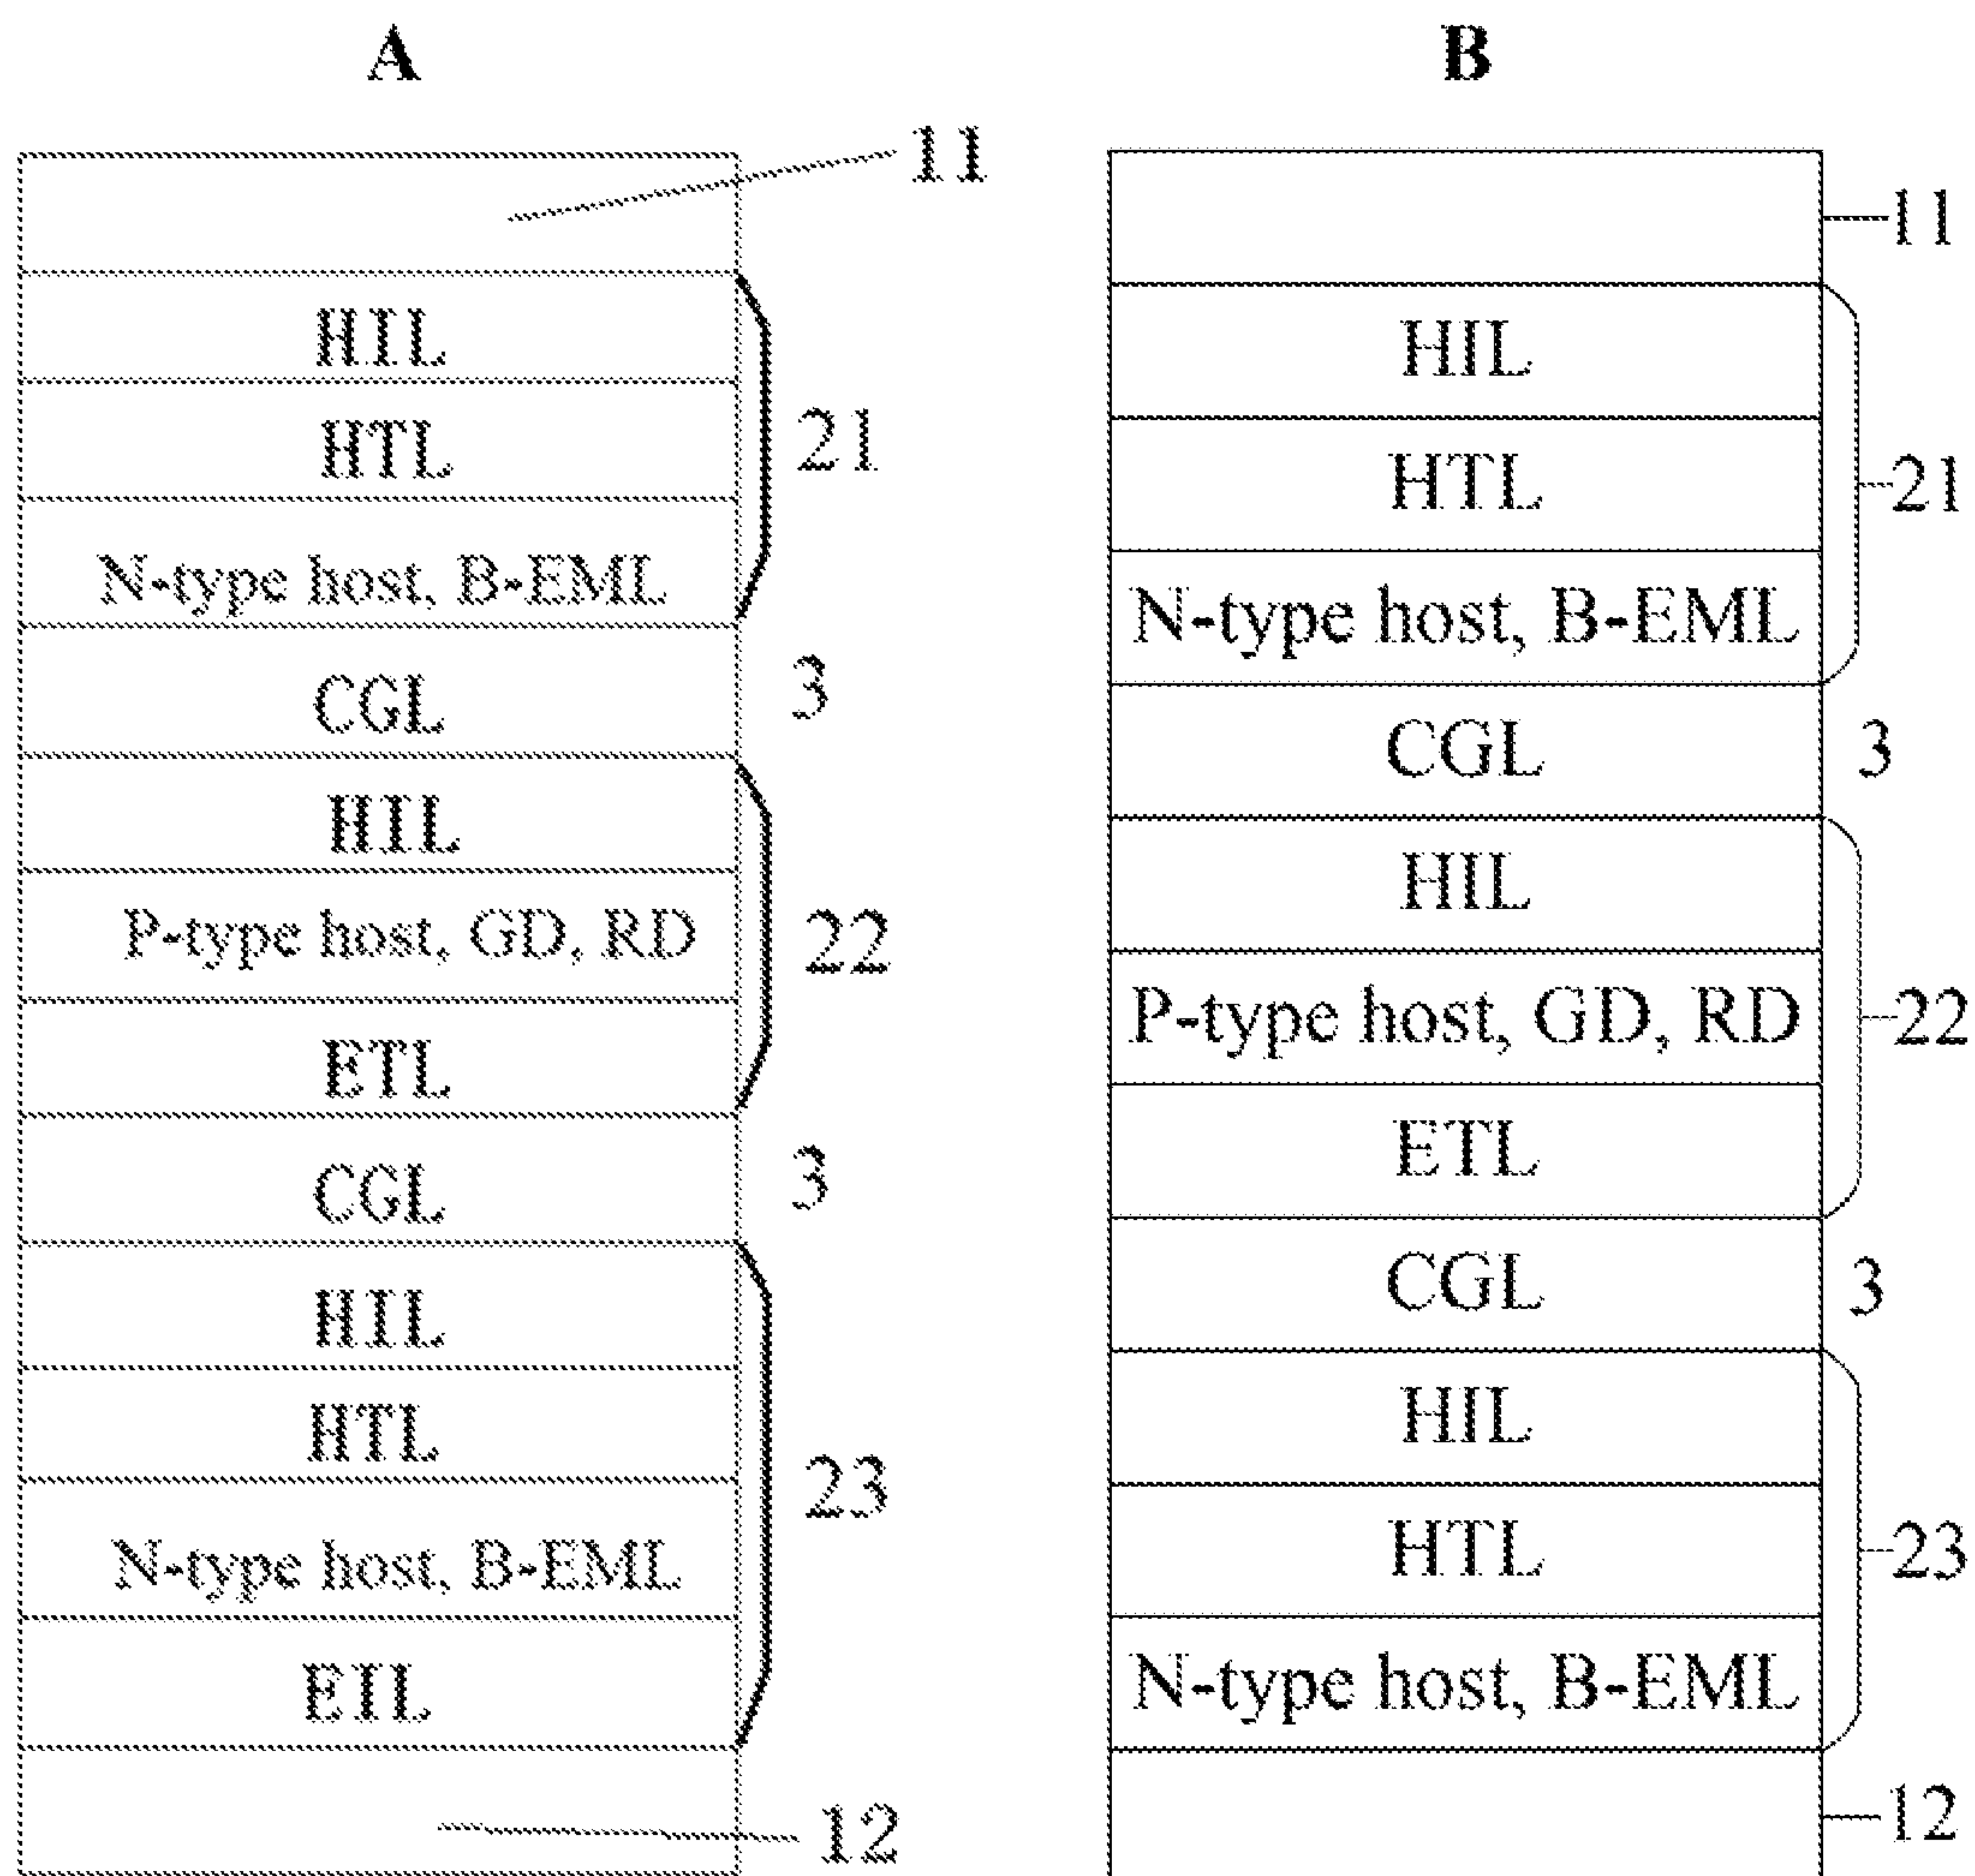 A
11
HIL
HTL
21
N-type host, B-EML
CGL
3
HIL
P-type host, GD, RD
22
ETL
CGL
3
HIL
HTL
23
N-type host, B-EML
EIL
12
B
11
HIL
HTL
21
N-type host, B-EML
CGL
3
HIL
P-type host, GD, RD
22
ETL
CGL
3
HIL
HTL
23
N-type host, B-EML
12